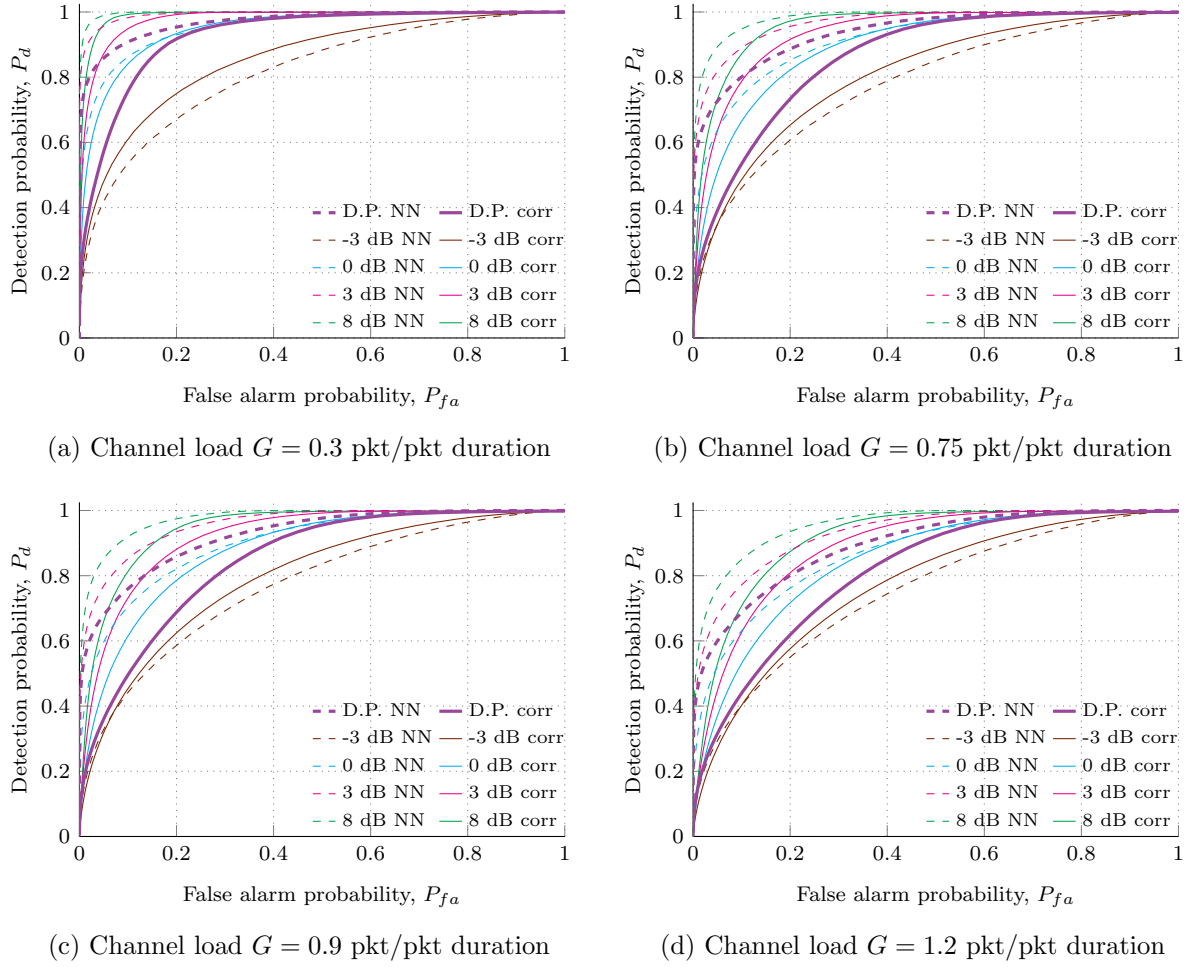 1
0.8
0.6
0.4
0.2
0
0 0.2 0.4 0.6 0.8 1
Detection probability, P_d
False alarm probability, P_{fa}
D.P. NN D.P. corr
-3 dB NN -3 dB corr
0 dB NN 0 dB corr
3 dB NN 3 dB corr
8 dB NN 8 dB corr
(a) Channel load G = 0.3 pkt/pkt duration
1
0.8
0.6
0.4
0.2
0
0 0.2 0.4 0.6 0.8 1
Detection probability, P_d
False alarm probability, P_{fa}
D.P. NN D.P. corr
-3 dB NN -3 dB corr
0 dB NN 0 dB corr
3 dB NN 3 dB corr
8 dB NN 8 dB corr
(b) Channel load G = 0.75 pkt/pkt duration
1
0.8
0.6
0.4
0.2
0
0 0.2 0.4 0.6 0.8 1
Detection probability, P_d
False alarm probability, P_{fa}
D.P. NN D.P. corr
-3 dB NN -3 dB corr
0 dB NN 0 dB corr
3 dB NN 3 dB corr
8 dB NN 8 dB corr
(c) Channel load G = 0.9 pkt/pkt duration
1
0.8
0.6
0.4
0.2
0
0 0.2 0.4 0.6 0.8 1
Detection probability, P_d
False alarm probability, P_{fa}
D.P. NN D.P. corr
-3 dB NN -3 dB corr
0 dB NN 0 dB corr
3 dB NN 3 dB corr
8 dB NN 8 dB corr
(d) Channel load G = 1.2 pkt/pkt duration